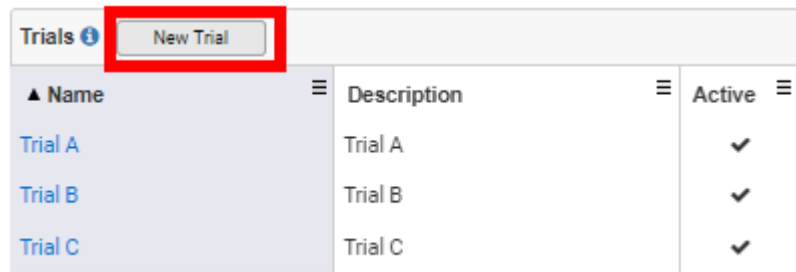 Trials New Trial
Name Description Active
Trial A Trial A
Trial B Trial B
Trial C Trial C